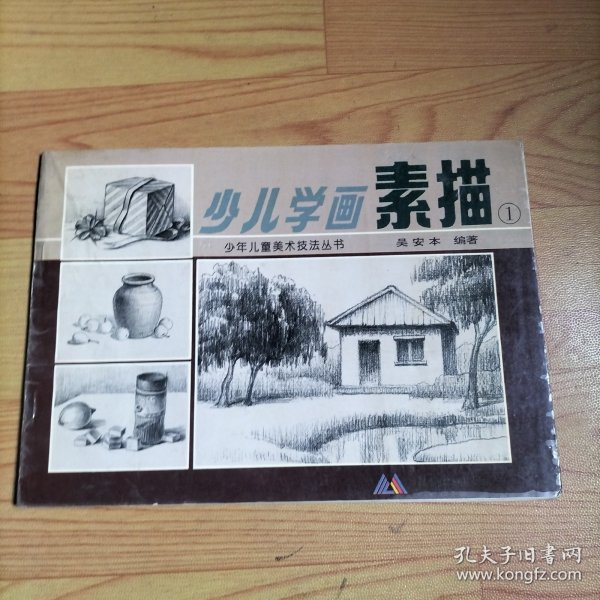 少儿学画 素描 ①
少年儿童美术技法丛书 吴安本 编著
孔夫子旧书网
www.kongfz.com